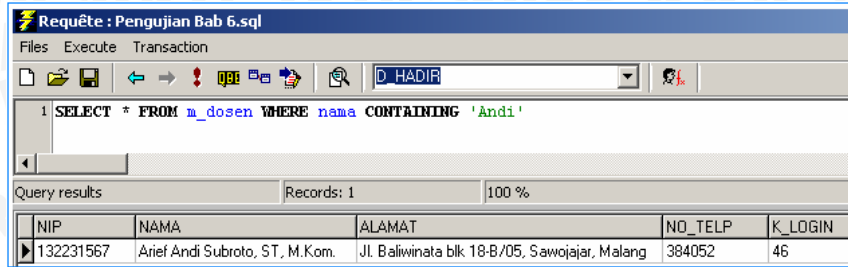 Requête : Pengujian Bab 6.sql
Files Execute Transaction
D_HADIR
1 SELECT * FROM m_dosen WHERE nama CONTAINING 'Andi'
Query results Records: 1 100 %
NIP NAMA ALAMAT NO_TELP K_LOGIN
132231567 Arief Andi Subroto, ST, M.Kom. Jl. Baliwinata blk 18-B/05, Sawojajar, Malang 384052 46